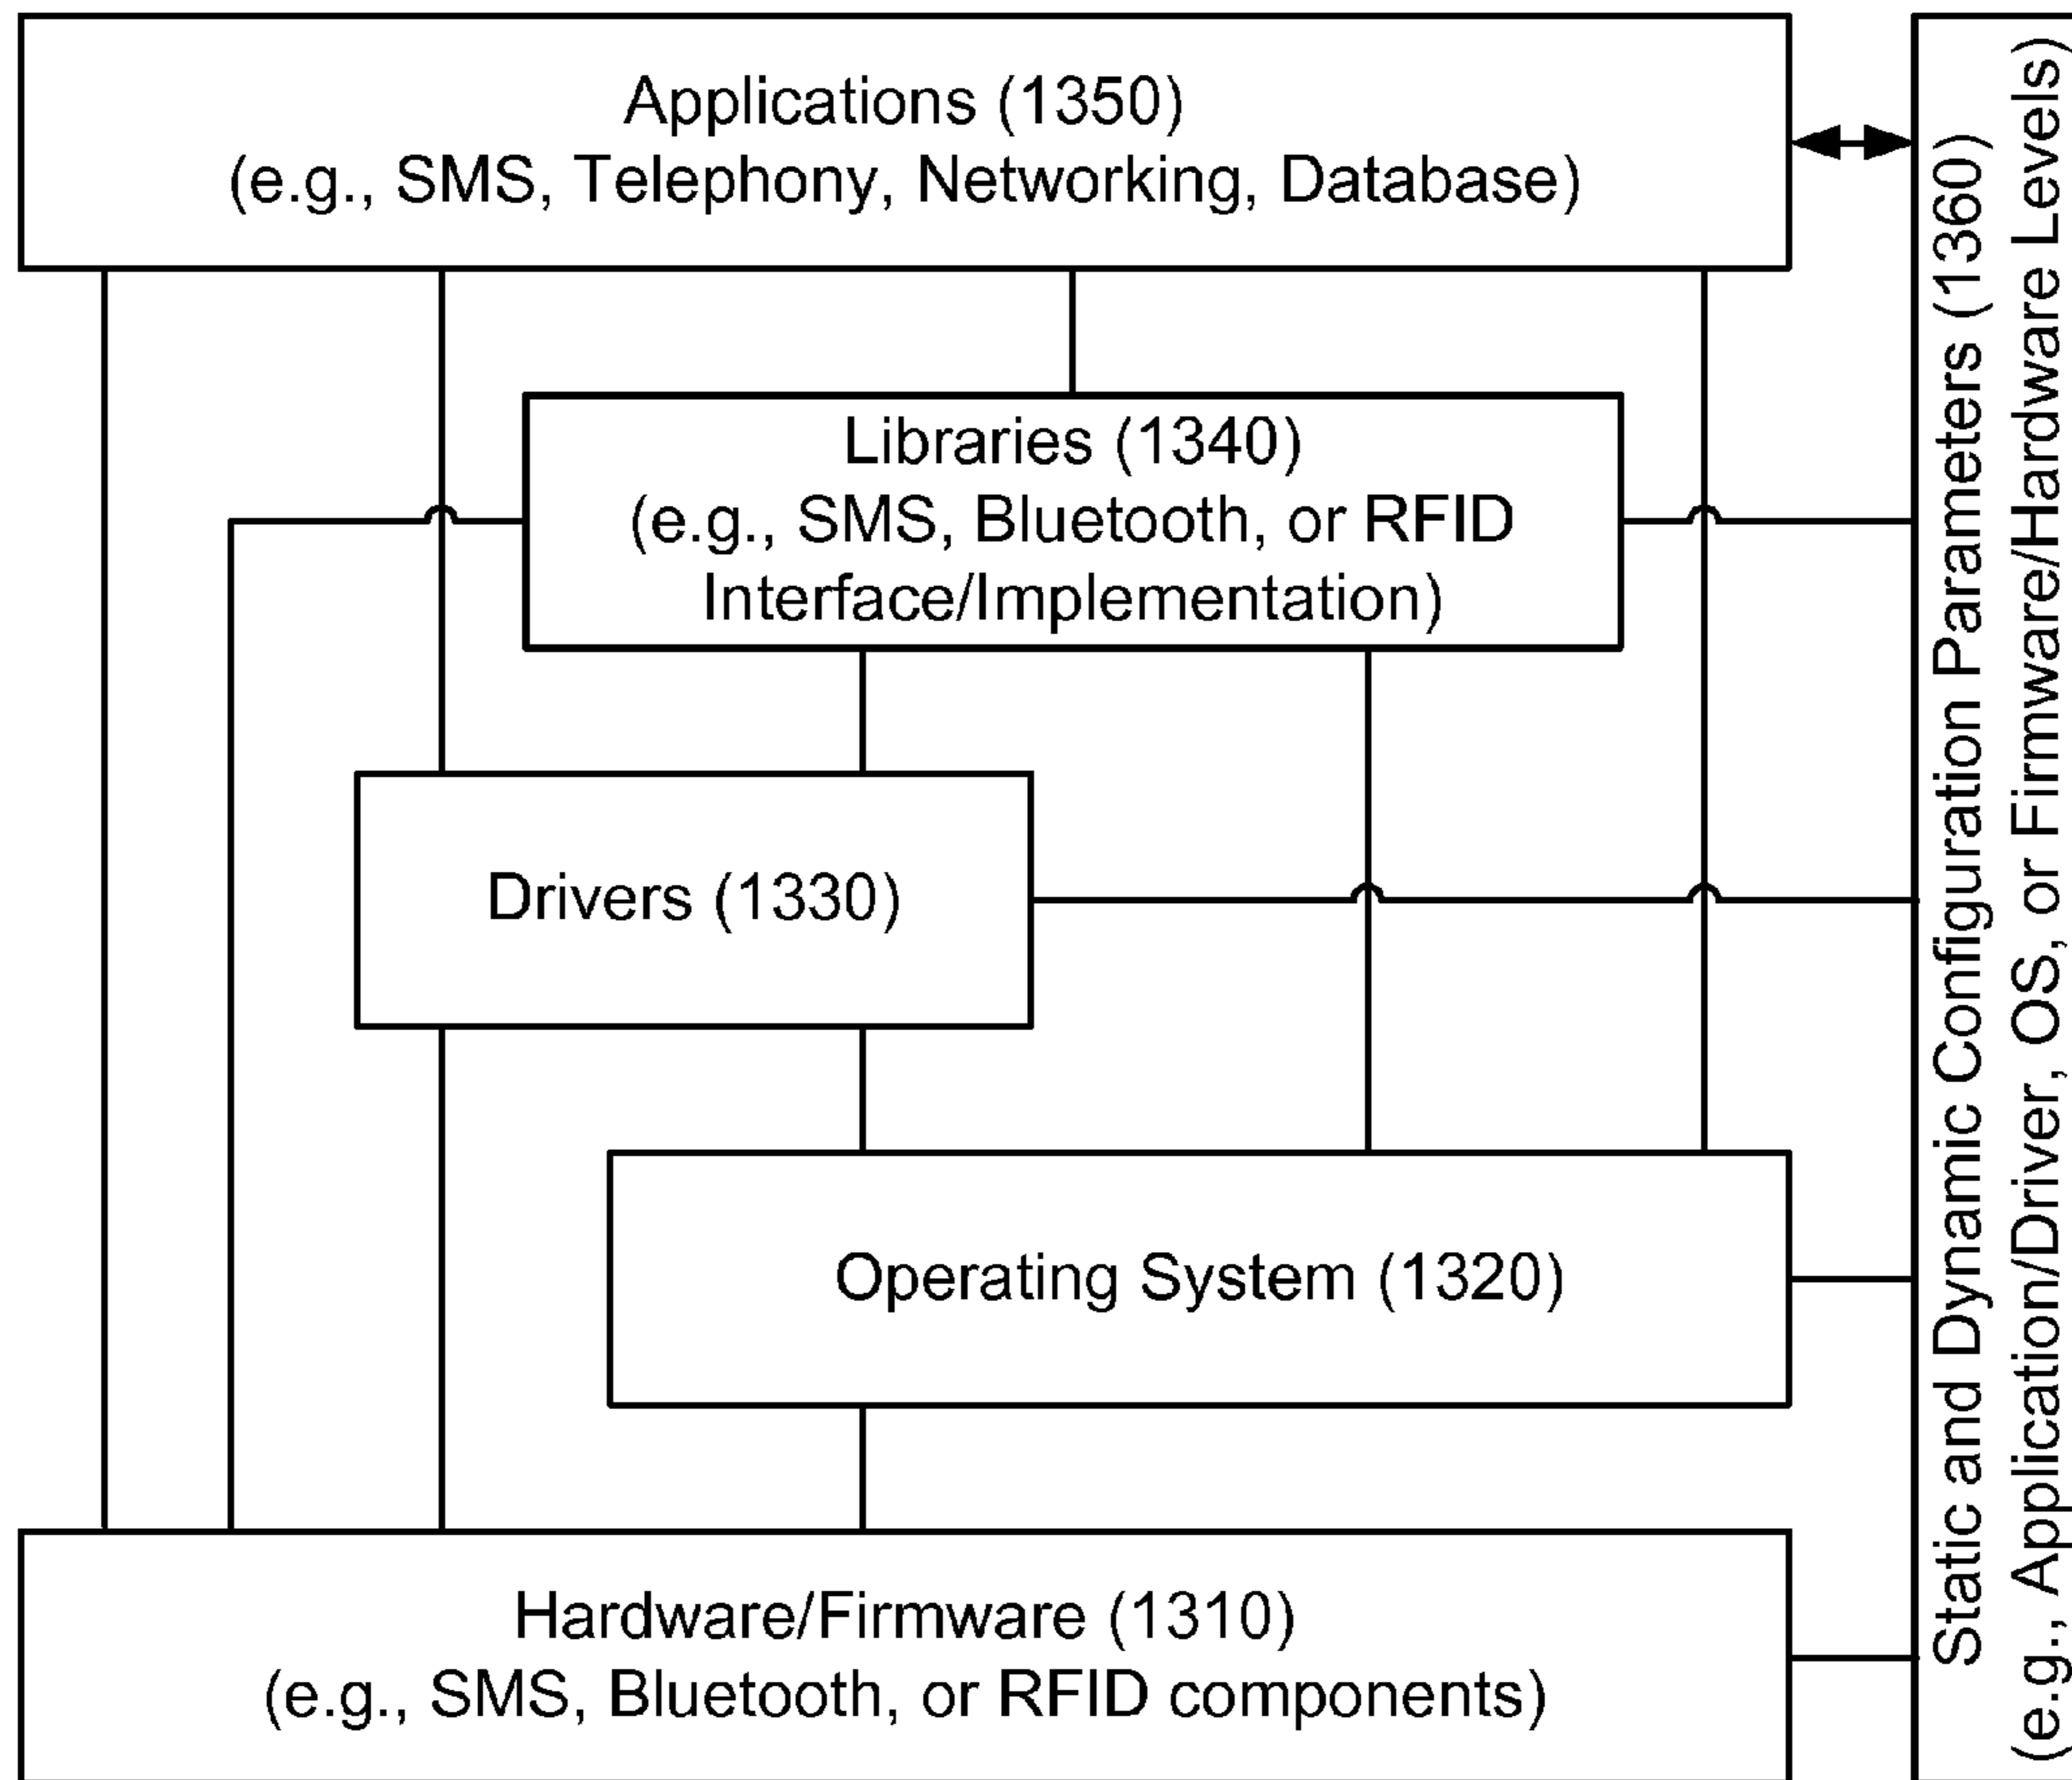 Applications (1350)
(e.g., SMS, Telephony, Networking, Database)
Libraries (1340)
(e.g., SMS, Bluetooth, or RFID
Interface/Implementation)
Drivers (1330)
Operating System (1320)
Hardware/Firmware (1310)
(e.g., SMS, Bluetooth, or RFID components)
Static and Dynamic Configuration Parameters (1360)
(e.g., Application/Driver, OS, or Firmware/Hardware Levels)